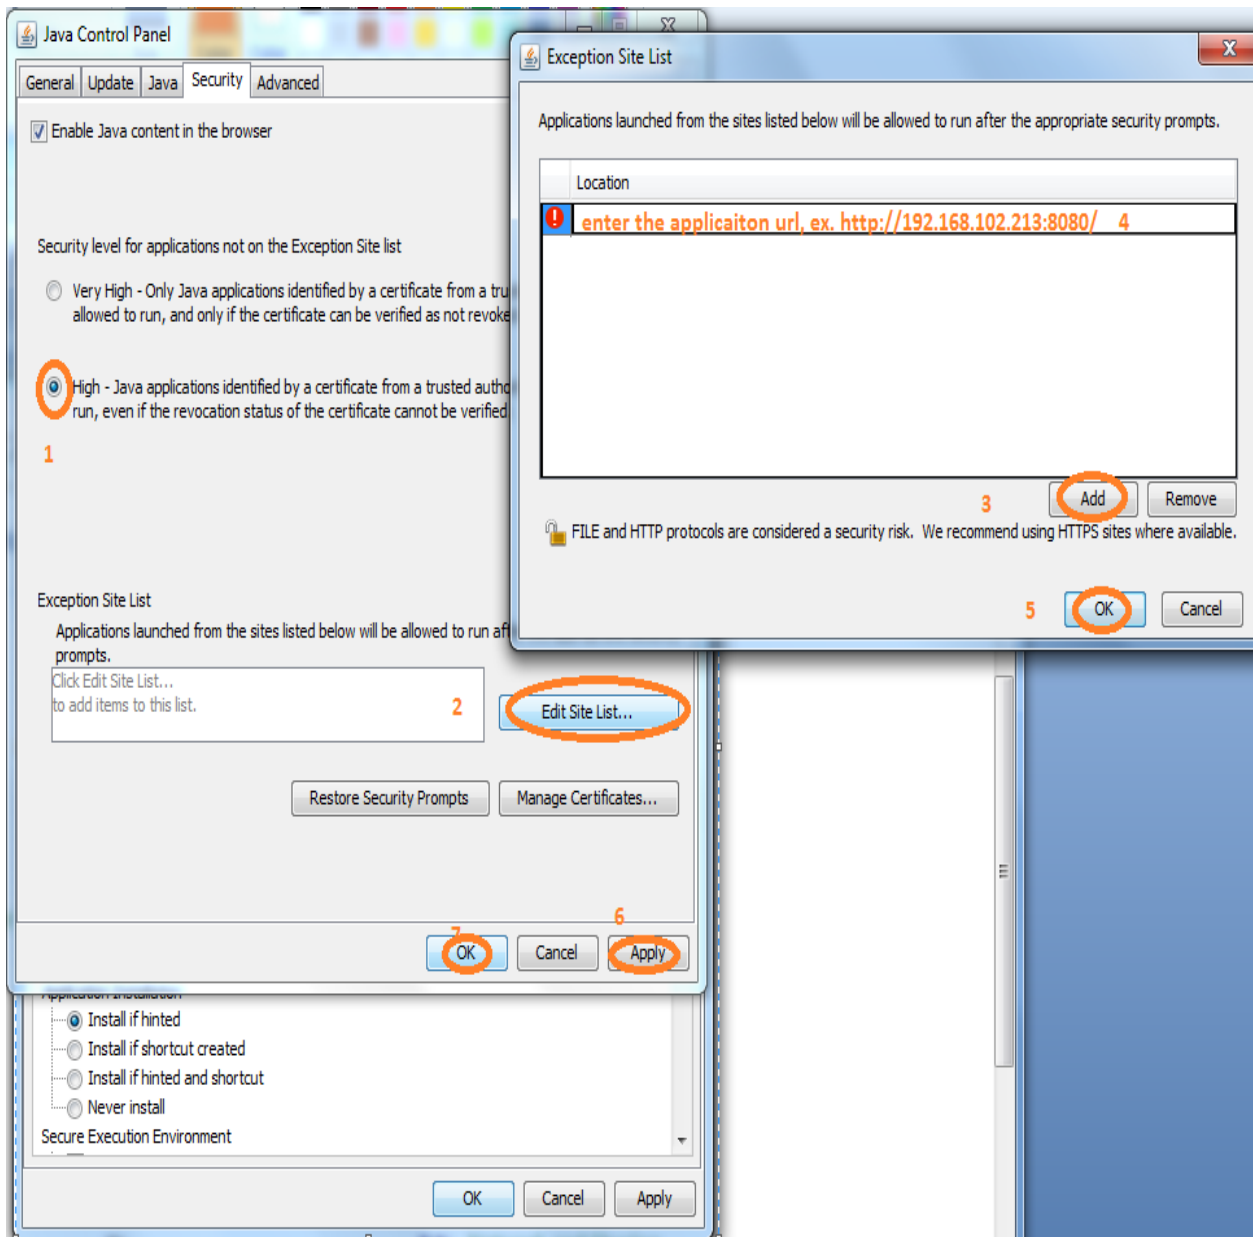 Java Control Panel
General Update Java Security Advanced
Enable Java content in the browser
Security level for applications not on the Exception Site list
Very High - Only Java applications identified by a certificate from a
allowed to run, and only if the certificate can be verified as not
High - Java applications identified by a certificate from a trusted
run, even if the revocation status of the certificate cannot be verified
1
Exception Site List
Applications launched from the sites listed below will be allowed to run
prompts.
Click Edit Site List...
to add items to this list.
2
Edit Site List...
Restore Security Prompts
Manage Certificates...
6
7
OK
Cancel
Apply
Exception Site List
Applications launched from the sites listed below will be allowed to run after the appropriate security prompts.
Location
enter the applicaiton url, ex. http://192.168.102.213:8080/ 4
3
Add
Remove
FILE and HTTP protocols are considered a security risk. We recommend using HTTPS sites where available.
5
OK
Cancel
Application Installation
Install if hinted
Install if shortcut created
Install if hinted and shortcut
Never install
Secure Execution Environment
OK
Cancel
Apply